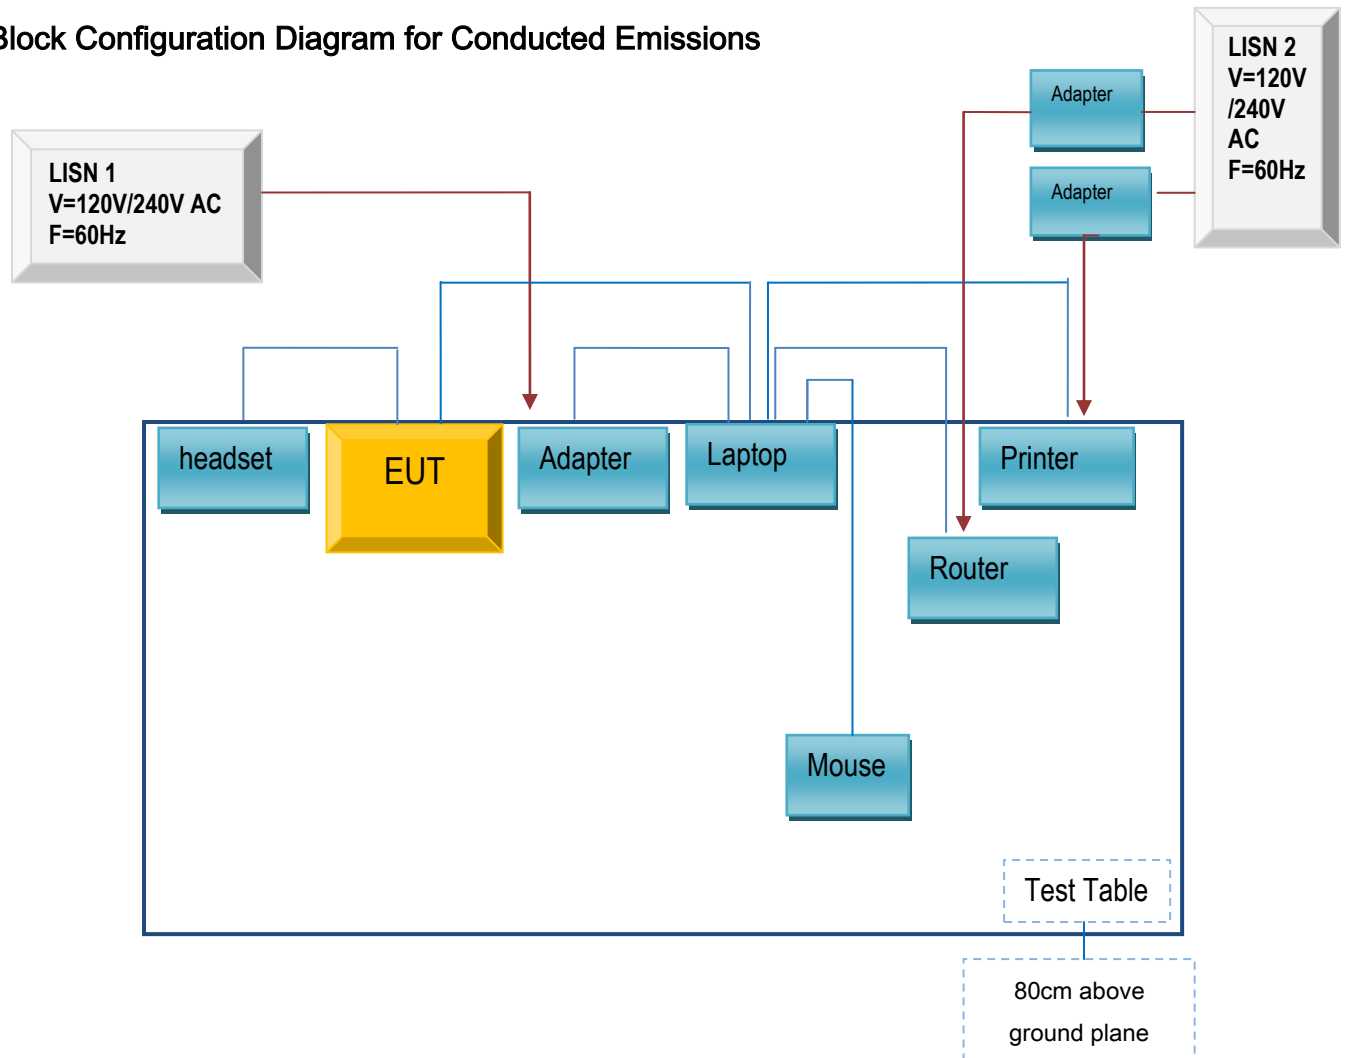 Block Configuration Diagram for Conducted Emissions
LISN 1
V=120V/240V AC
F=60Hz
LISN 2
V=120V
/240V
AC
F=60Hz
Adapter
Adapter
headset
EUT
Adapter
Laptop
Printer
Router
Mouse
Test Table
80cm above
ground plane